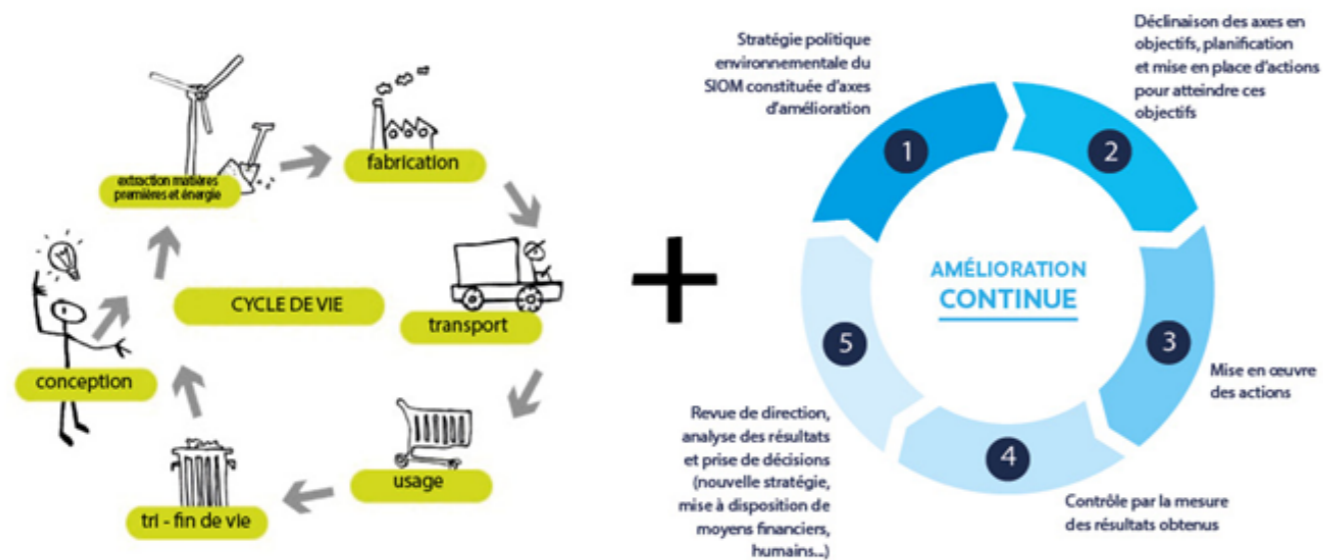 extraction matières
premières et énergie
fabrication
CYCLE DE VIE
transport
conception
usage
tri - fin de vie
+
Stratégie politique
environnementale du
SIOM constituée d'axes
d'amélioration
Déclinaison des axes en
objectifs, planification
et mise en place d'actions
pour atteindre ces
objectifs
1
2
AMÉLIORATION
CONTINUE
5
3
Mise en œuvre
des actions
Revue de direction,
analyse des résultats
et prise de décisions
(nouvelle stratégie,
mise à disposition de
moyens financiers,
humains...)
4
Contrôle par la mesure
des résultats obtenus